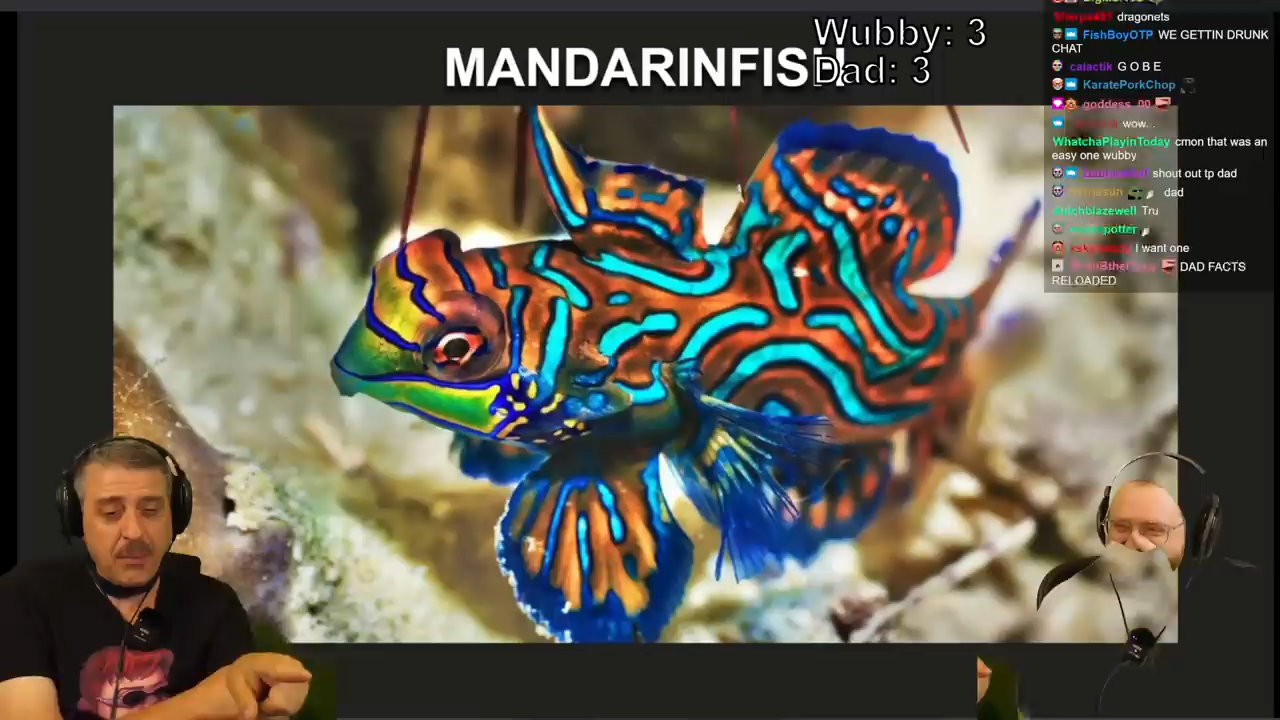 Wubby: 3
MANDARINFISH
Dad: 3
dragonets
FishBoyOTP WE GETTIN DRUNK
CHAT
calactik G O B E
KaratePorkChop
goddess_00
wow. .
WhatchaPlayinToday cmon that was an
easy one wubby
shout out tp dad
dad
Tru
I want one
DAD FACTS
RELOADED